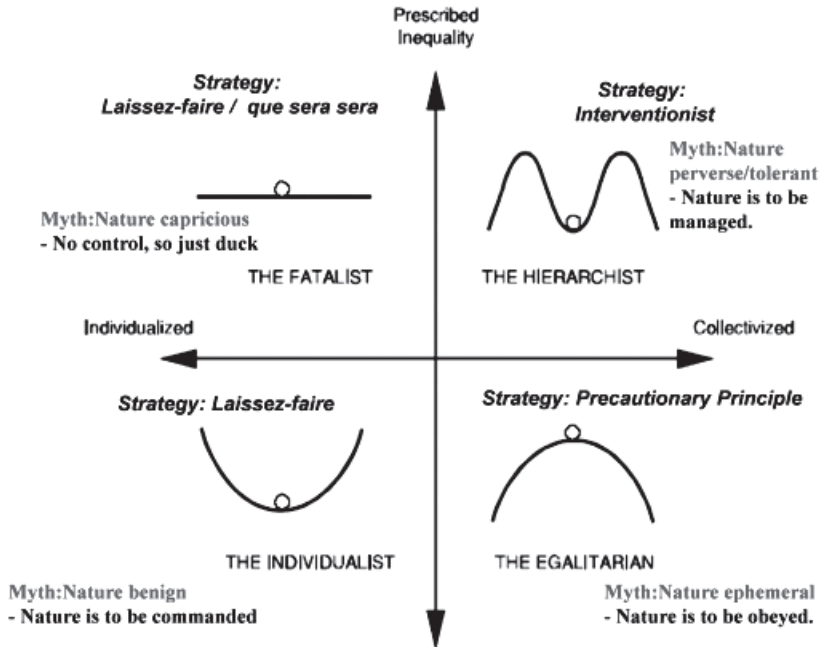 Prescribed
Inequality
Strategy:
Laissez-faire / que sera sera
Strategy:
Interventionist
Myth:Nature
perverse/tolerant
- Nature is to be
managed.
Myth:Nature capricious
- No control, so just duck
THE FATALIST
THE HIERARCHIST
Individualized
Collectivized
Strategy: Laissez-faire
Strategy: Precautionary Principle
THE INDIVIDUALIST
THE EGALITARIAN
Myth:Nature benign
- Nature is to be commanded
Myth:Nature ephemeral
- Nature is to be obeyed.